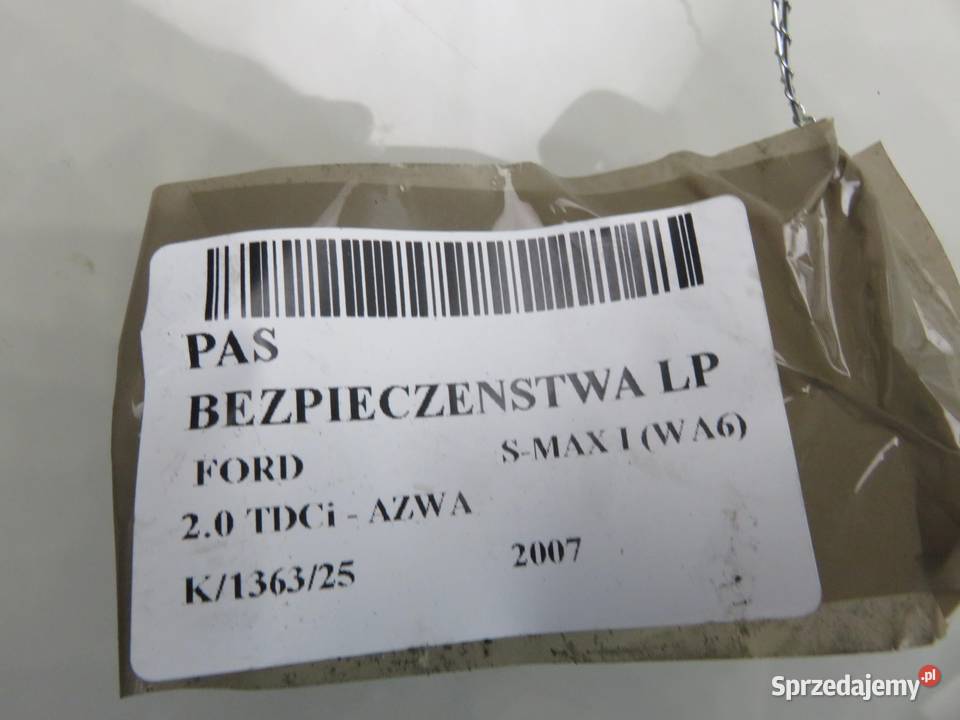 PAS
BEZPIECZENSTWA LP
FORD S-MAX I (WA6)
2.0 TDCi - AZWA
K/1363/25 2007
Sprzedajemy.pl